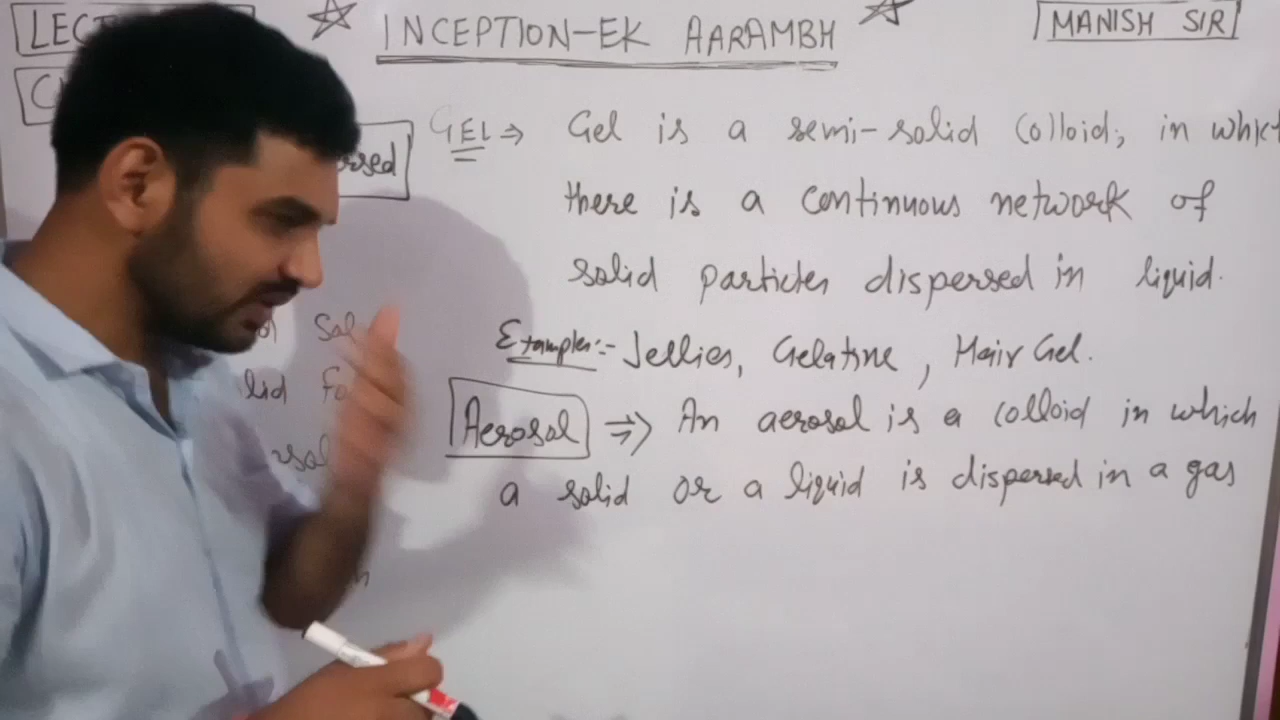 INCEPTION-EK AARAMBH
MANISH SIR
GEL ⇒ Gel is a semi-solid Colloid, in
there is a continuous network of
solid particles dispersed in liquid.
Examples:- Jellies, Gelatine, Hair Gel.
Aerosol ⇒ An aerosol is a colloid in which
a solid or a liquid is dispersed in a gas